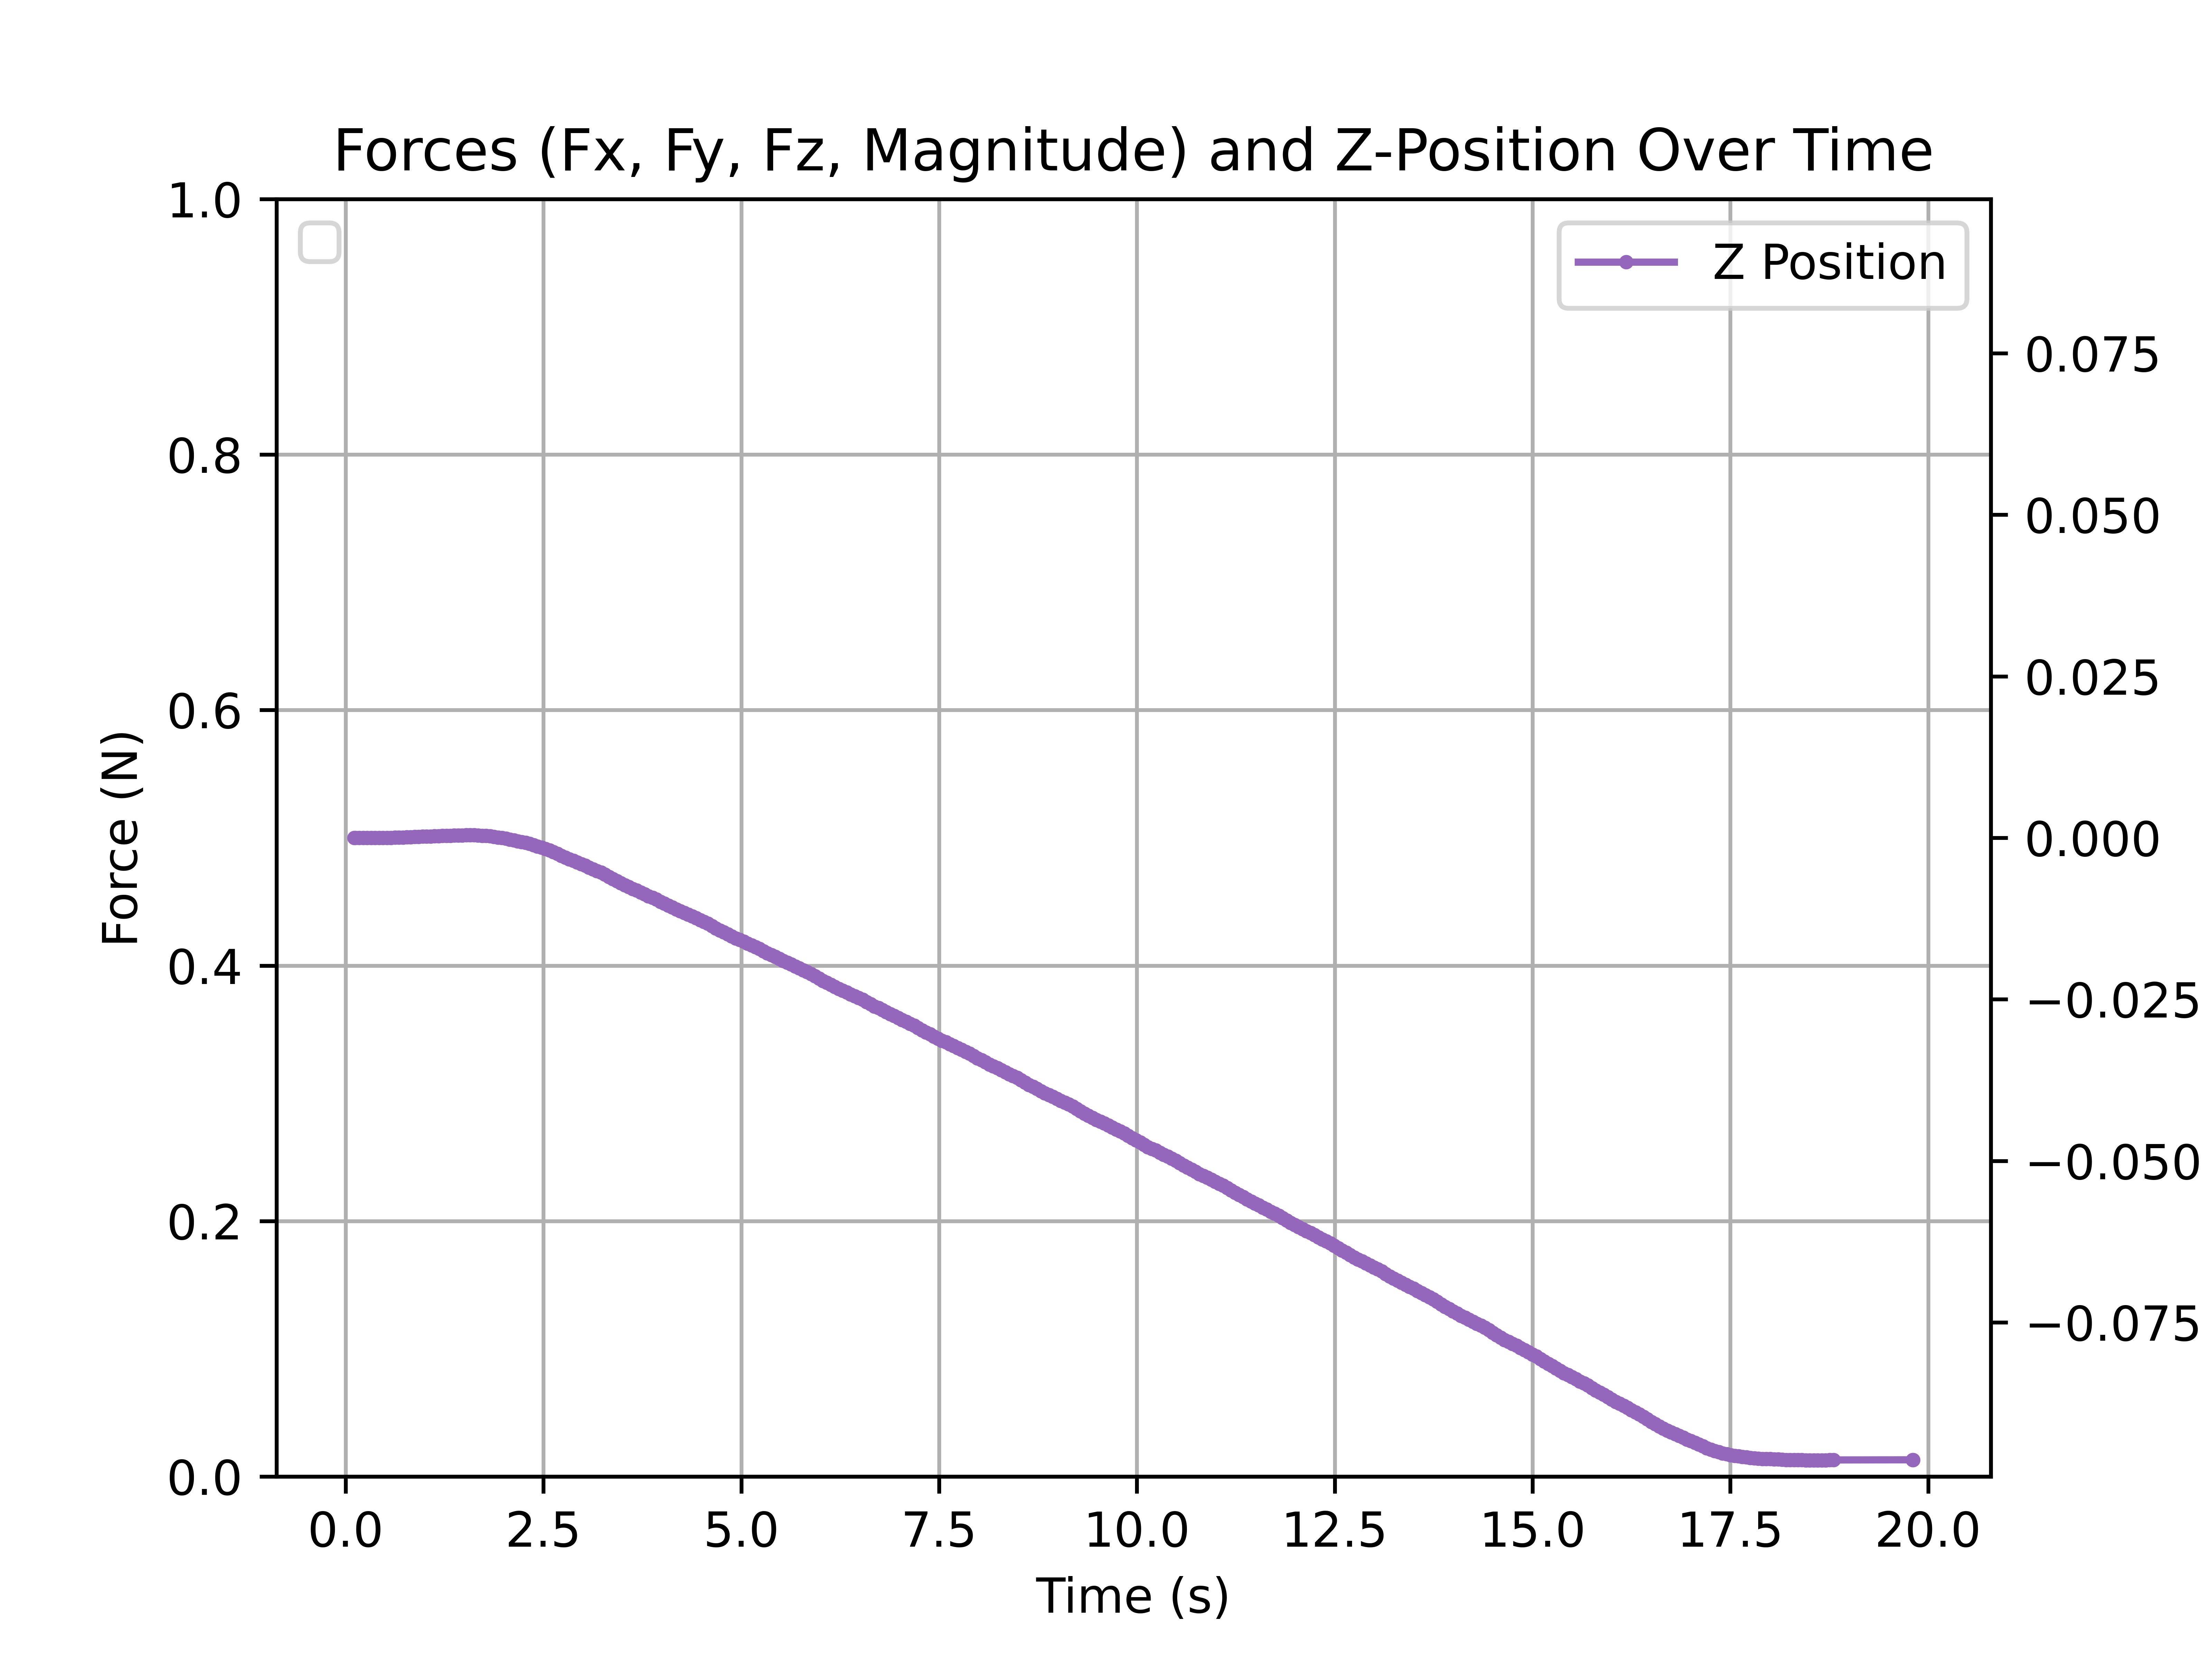 Forces (Fx, Fy, Fz, Magnitude) and Z-Position Over Time
1.0
0.8
0.6
0.4
0.2
0.0
Force (N)
Z Position
0.075
0.050
0.025
0.000
−0.025
−0.050
−0.075
0.0 2.5 5.0 7.5 10.0 12.5 15.0 17.5 20.0
Time (s)